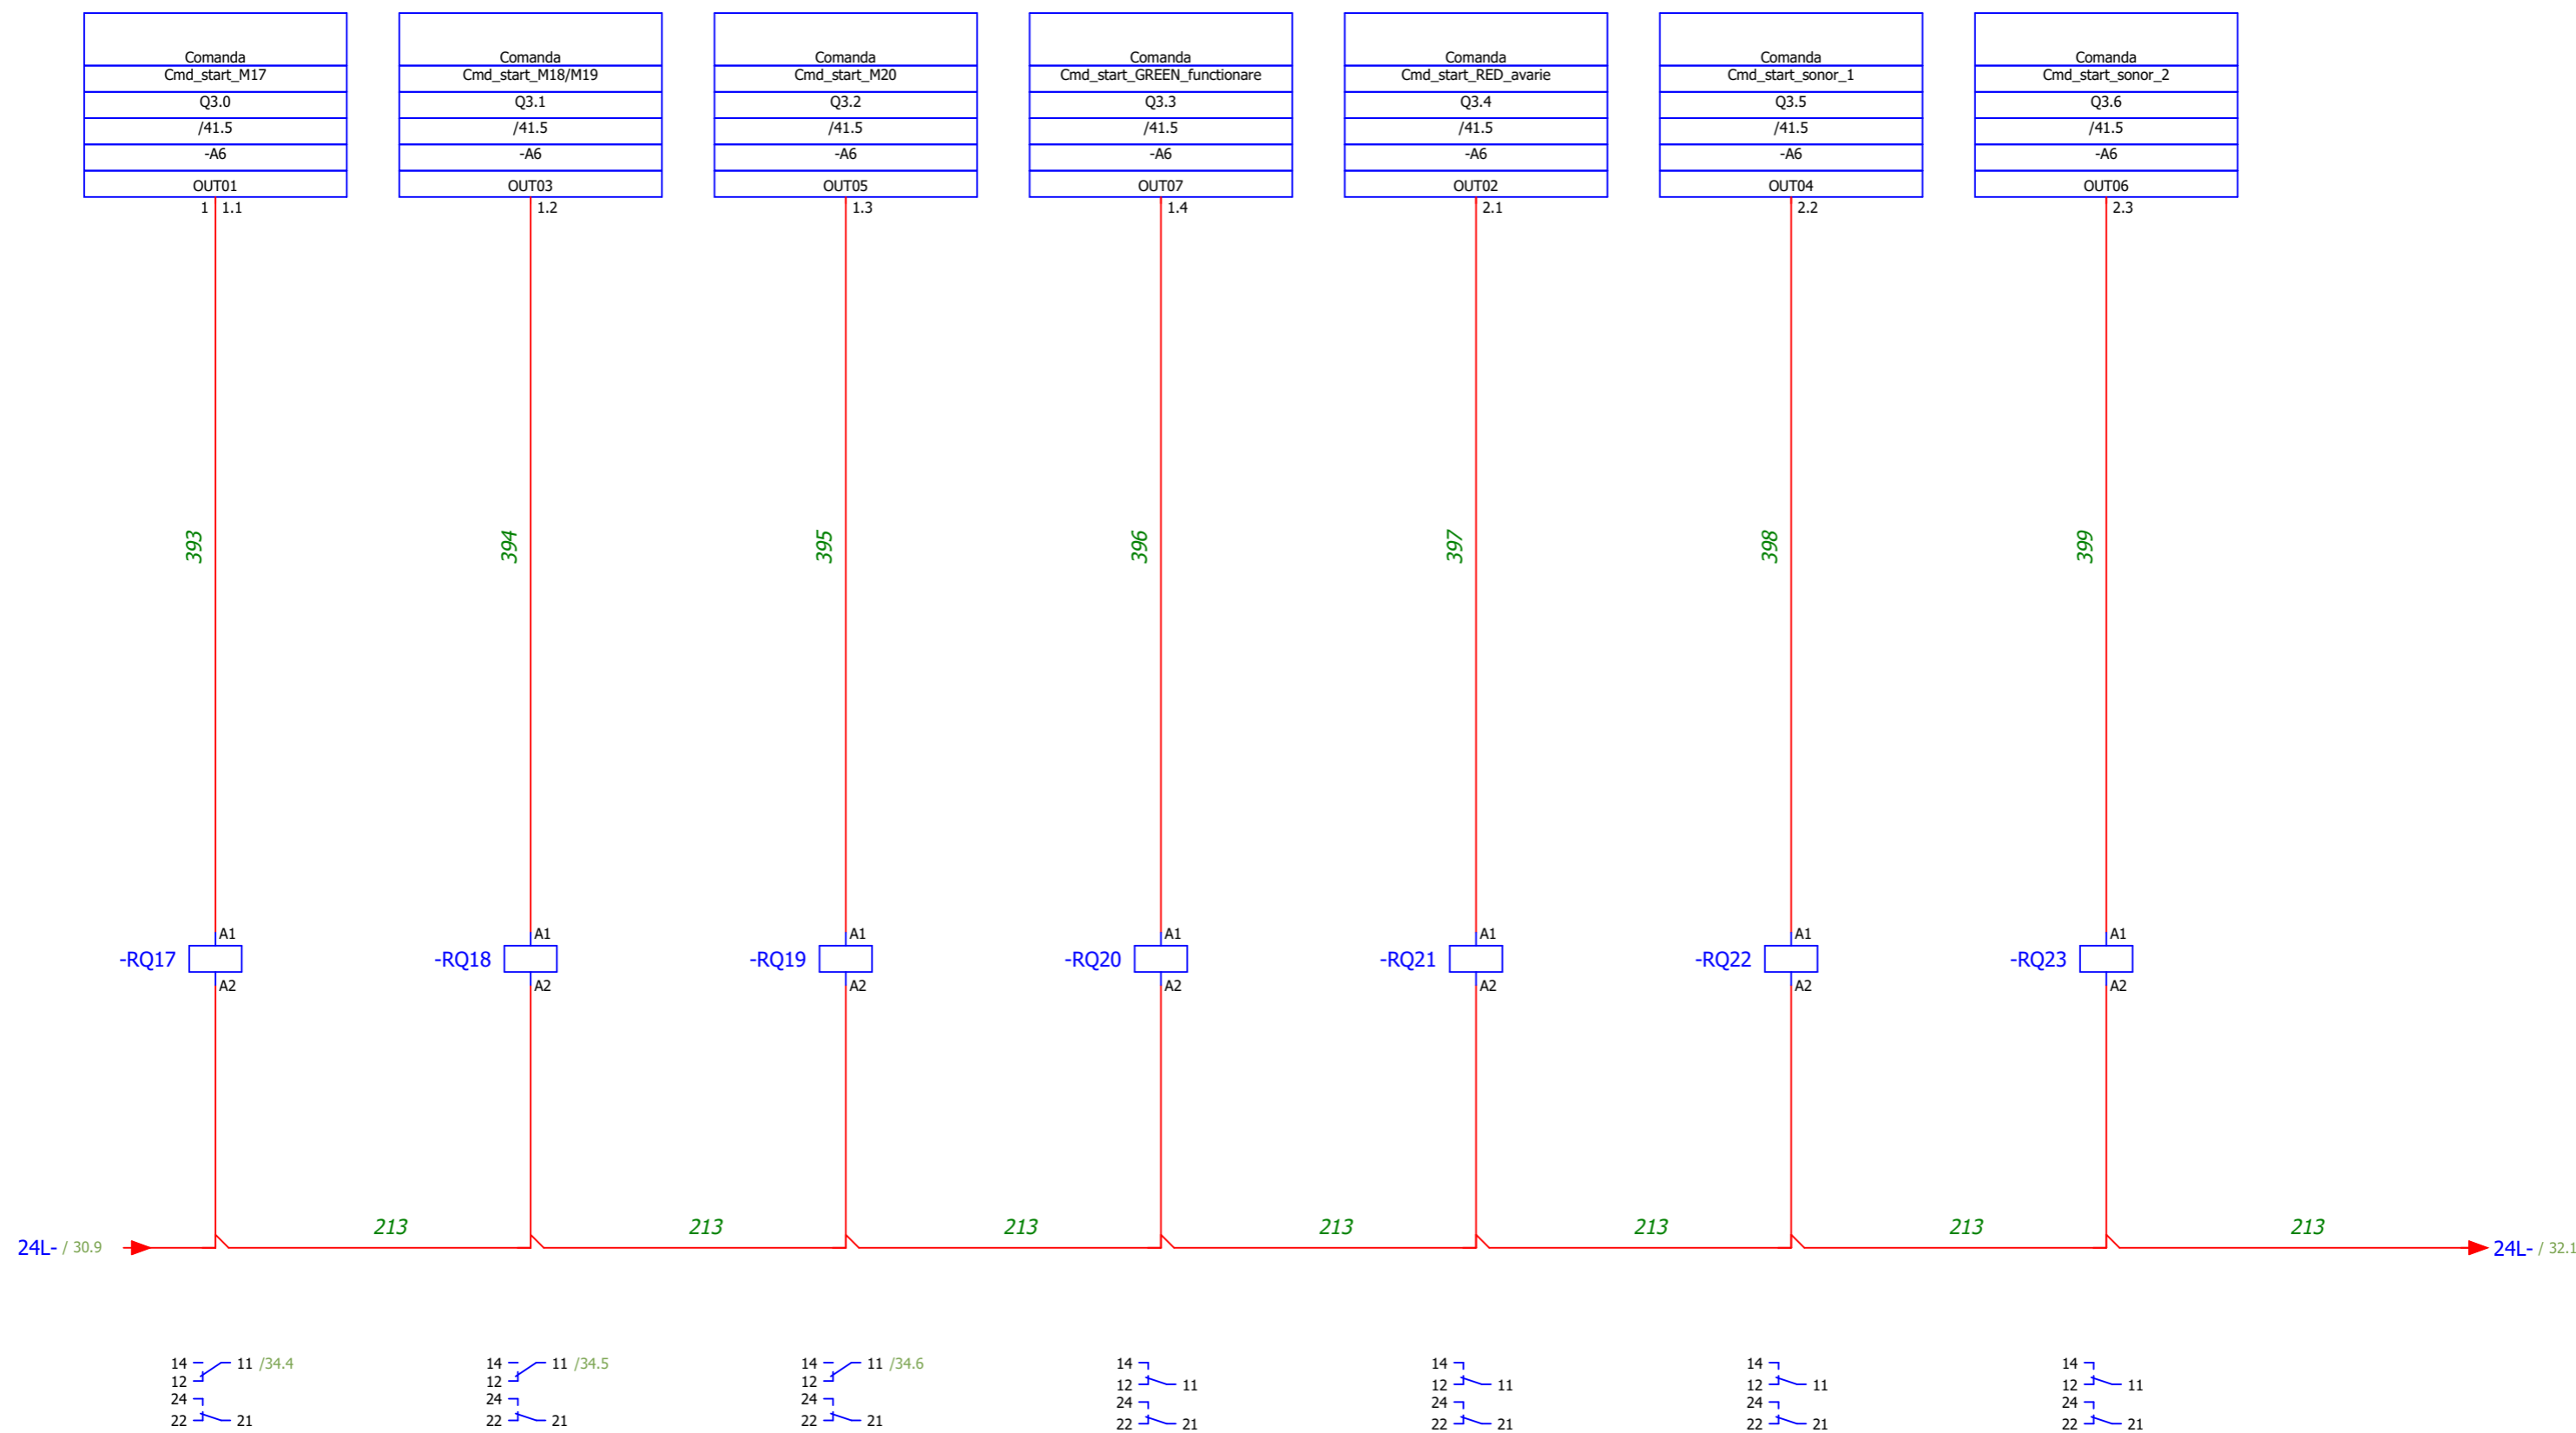 Comanda Comanda Comanda Comanda Comanda Comanda Comanda
Cmd_start_M17 Cmd_start_M18/M19 Cmd_start_M20 Cmd_start_GREEN_functionare Cmd_start_RED_avarie Cmd_start_sonor_1 Cmd_start_sonor_2
Q3.0 Q3.1 Q3.2 Q3.3 Q3.4 Q3.5 Q3.6
/41.5 /41.5 /41.5 /41.5 /41.5 /41.5 /41.5
-A6 -A6 -A6 -A6 -A6 -A6 -A6
OUT01 OUT03 OUT05 OUT07 OUT02 OUT04 OUT06
1 1.1 1.2 1.3 1.4 2.1 2.2 2.3
393 394 395 396 397 398 399
A1 A1 A1 A1 A1 A1 A1
-RQ17 -RQ18 -RQ19 -RQ20 -RQ21 -RQ22 -RQ23
A2 A2 A2 A2 A2 A2 A2
213 213 213 213 213 213 213
24L- / 30.9 24L- / 32.1
14 11 /34.4 14 11 /34.5 14 11 /34.6 14 14 14 14
12 12 12 12 11 12 11 12 11 12 11
24 24 24 24 24 24 24
22 21 22 21 22 21 22 21 22 21 22 21 22 21